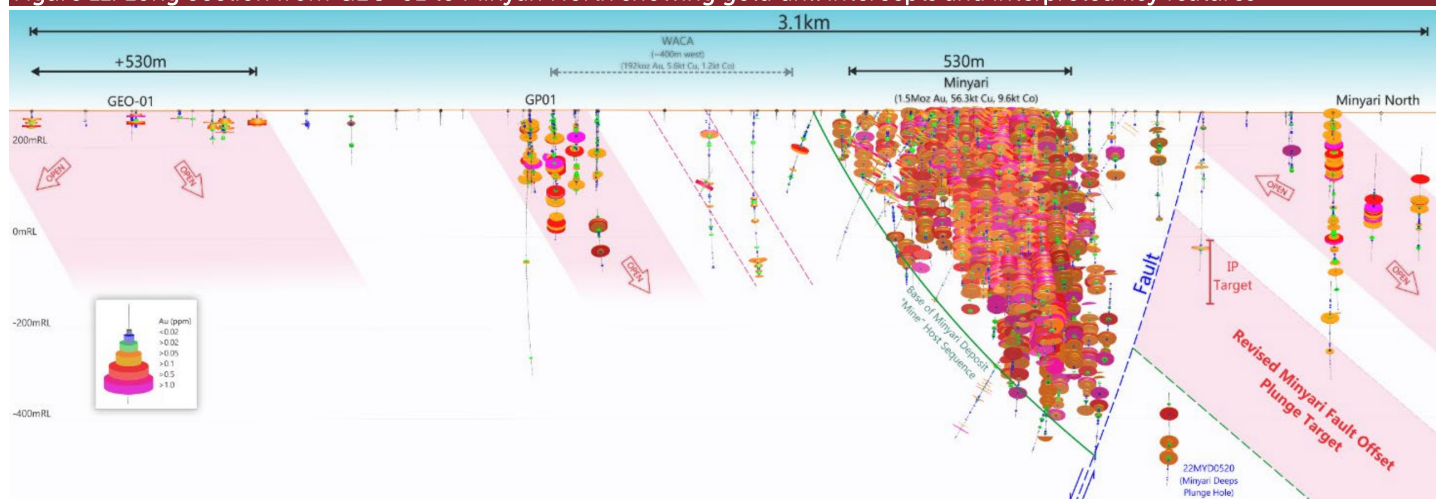 3.1km
WACA
(~400m west)
(192koz Au, 5.6kt Cu, 1.2kt Co)
+530m
530m
Minyari
(1.5Moz Au, 56.3kt Cu, 9.6kt Co)
GEO-01
GP01
Minyari North
200mRL
OPEN
OPEN
OPEN
OPEN
OPEN
0mRL
IP
Target
Fault
-200mRL
Base of Minyari Deposit
"Mine" Host Sequence
Revised Minyari Fault Offset
Plunge Target
Au (ppm)
<0.02
>0.02
>0.05
>0.1
>0.5
>1.0
-400mRL
22MYD0520
(Minyari Deeps
Plunge Hole)